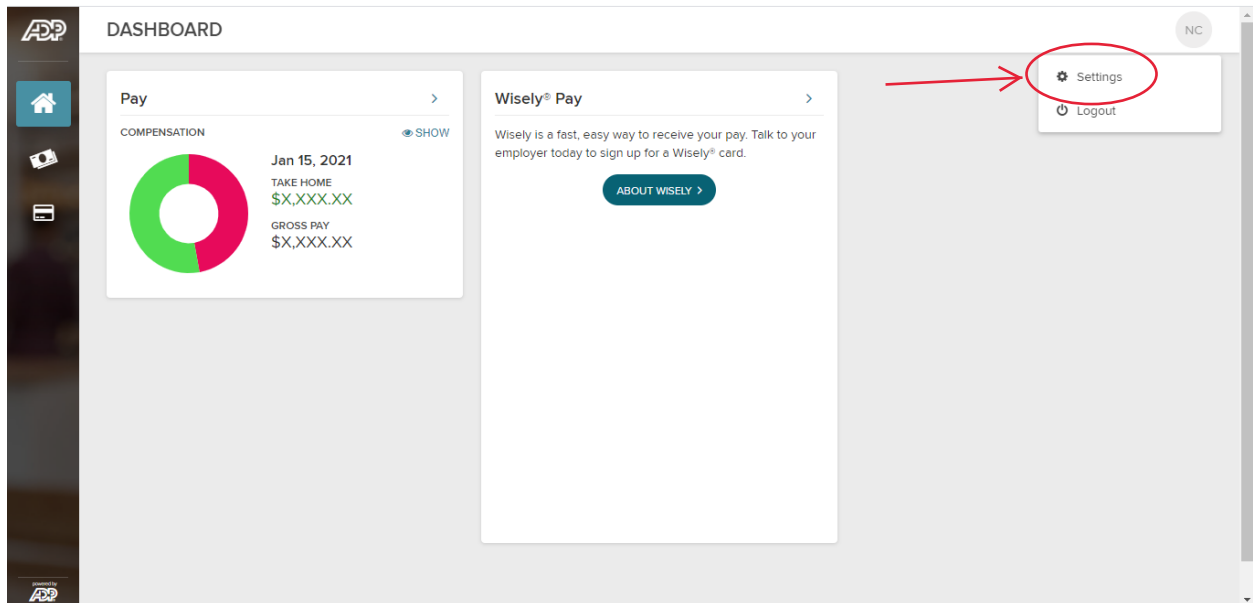 ADP
DASHBOARD
NC
Settings
Logout
Pay
COMPENSATION
SHOW
Jan 15, 2021
TAKE HOME
$X,XXX.XX
GROSS PAY
$X,XXX.XX
Wisely® Pay
Wisely is a fast, easy way to receive your pay. Talk to your
employer today to sign up for a Wisely® card.
ABOUT WISELY
powered by
ADP